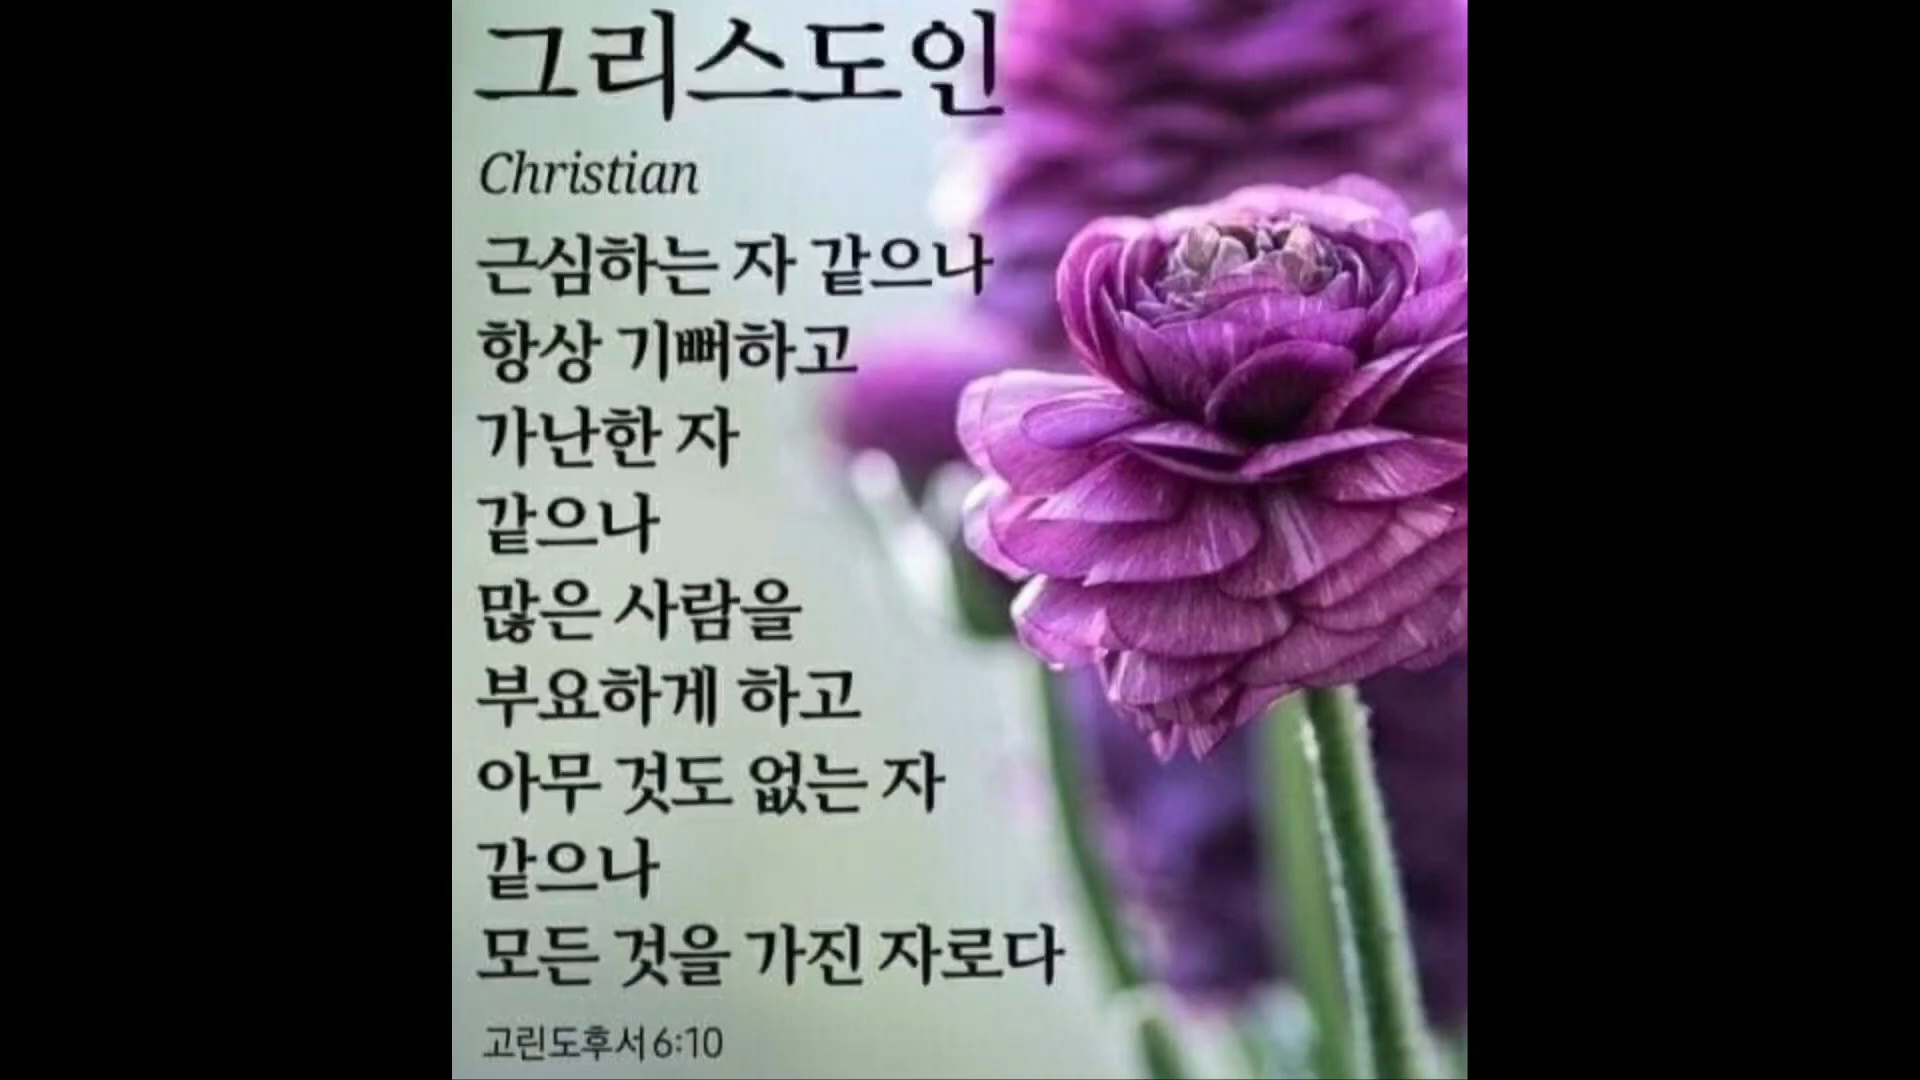 그리스도인
Christian
근심하는 자 같으나
항상 기뻐하고
가난한 자
같으나
많은 사람을
부요하게 하고
아무 것도 없는 자
같으나
모든 것을 가진 자로다
고린도후서 6:10